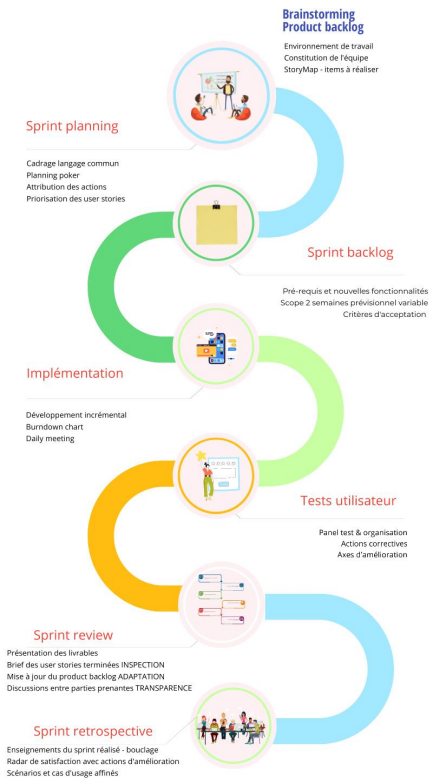 Brainstorming
Product backlog
Environnement de travail
Constitution de l'équipe
StoryMap - items à réaliser
Sprint planning
Cadrage langage commun
Planning poker
Attribution des actions
Priorisation des user stories
Sprint backlog
Pré-requis et nouvelles fonctionnalités
Scope 2 semaines prévisionnel variable
Critères d'acceptation
Implémentation
Développement incrémental
Burndown chart
Daily meeting
Tests utilisateur
Panel test & organisation
Actions correctives
Axes d'amélioration
Sprint review
Présentation des livrables
Brief des user stories terminées INSPECTION
Mise à jour du product backlog ADAPTATION
Discussions entre parties prenantes TRANSPARENCE
Sprint retrospective
Enseignements du sprint réalisé - bouclage
Radar de satisfaction avec actions d'amélioration
Scénarios et cas d'usage affinés